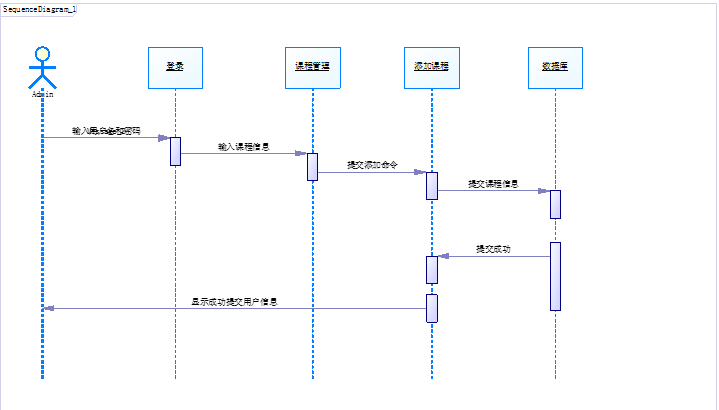 SequenceDiagram_1
Admin
登录
课程管理
添加课程
数据库
输入用户名和密码
输入课程信息
提交添加命令
提交课程信息
提交成功
显示成功提交用户信息